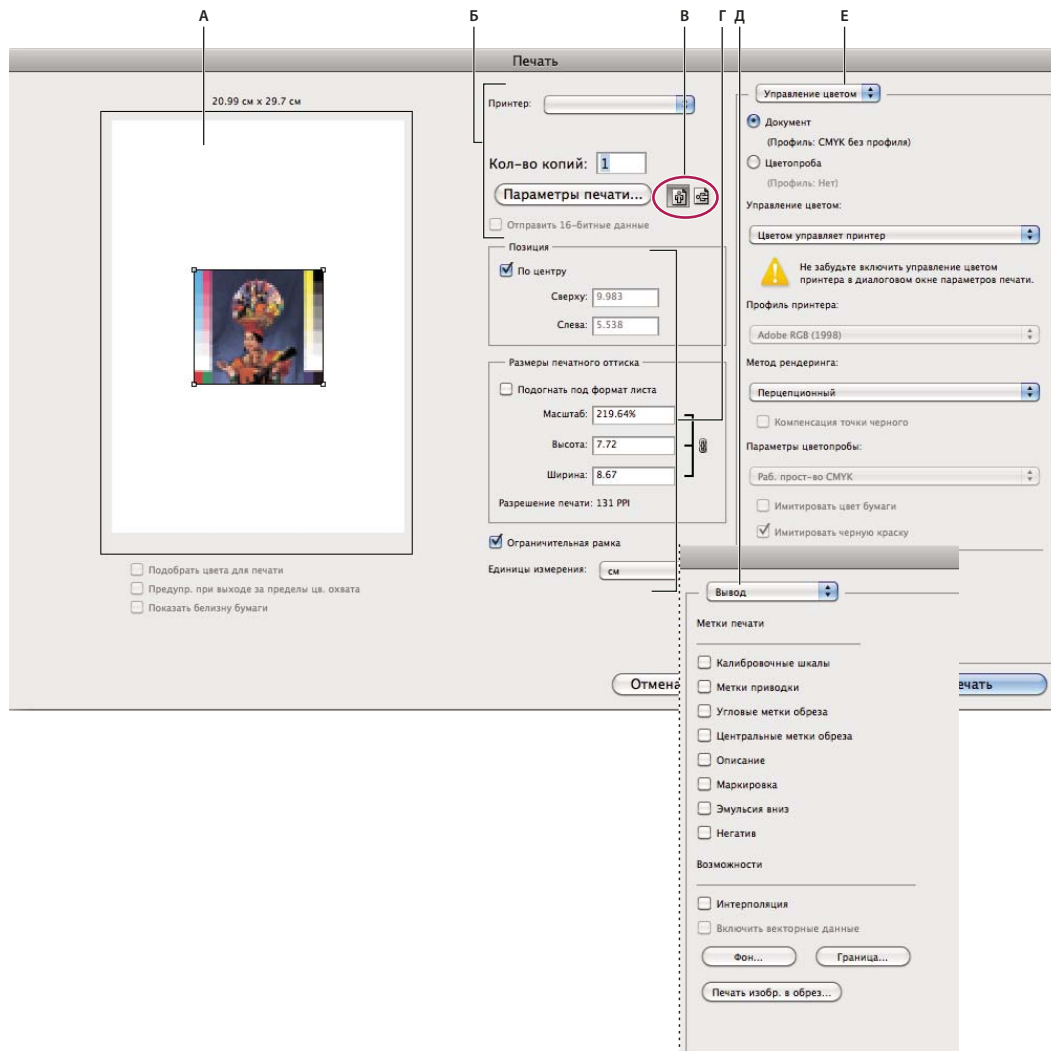 А Б В Г Д Е
Печать
20.99 см x 29.7 см
Подобрать цвета для печати
Предупр. при выходе за пределы цв. охвата
Показать белизну бумаги
Принтер:
Кол-во копий: 1
Параметры печати...
Отправить 16-битные данные
Позиция
По центру
Сверху: 9.983
Слева: 5.538
Размеры печатного оттиска
Подогнать под формат листа
Масштаб: 219.64%
Высота: 7.72
Ширина: 8.67
Разрешение печати: 131 PPI
Ограничительная рамка
Единицы измерения: см
Отмена
Управление цветом
Документ
(Профиль: CMYK без профиля)
Цветопроба
(Профиль: Нет)
Управление цветом:
Цветом управляет принтер
Не забудьте включить управление цветом
принтера в диалоговом окне параметров печати.
Профиль принтера:
Adobe RGB (1998)
Метод рендеринга:
Перцепционный
Компенсация точки черного
Параметры цветопробы:
Раб. прост-во CMYK
Имитировать цвет бумаги
Имитировать черную краску
ечать
Вывод
Метки печати
Калибровочные шкалы
Метки приводки
Угловые метки обреза
Центральные метки обреза
Описание
Маркировка
Эмульсия вниз
Негатив
Возможности
Интерполяция
Включить векторные данные
Фон... Граница...
Печать изобр. в обрез...